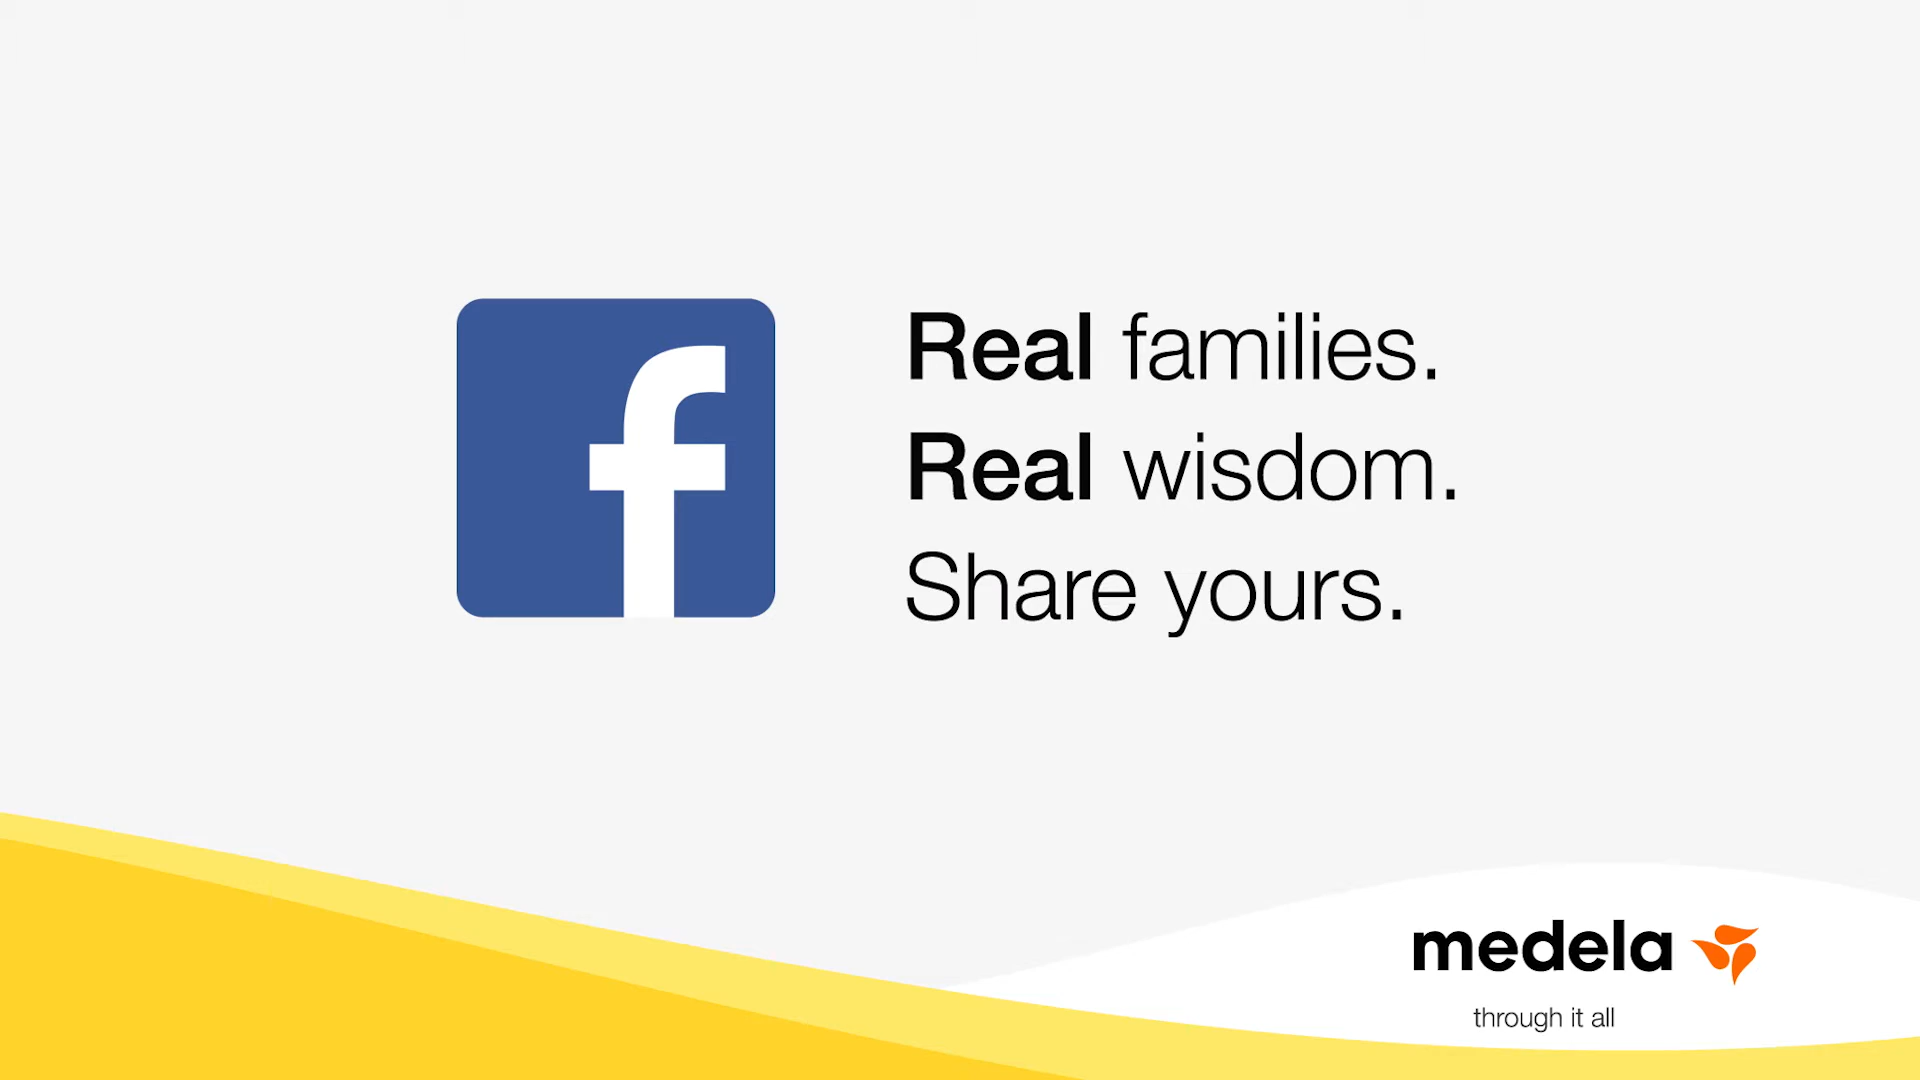 Real families.
Real wisdom.
Share yours.
medela
through it all